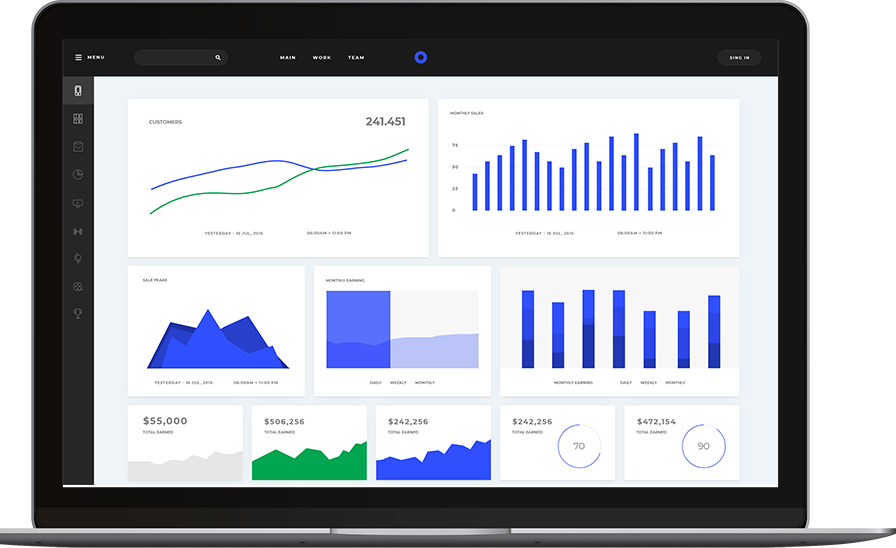 MENU
MAIN WORK TEAM
SING IN
CUSTOMERS 241.451
YESTERDAY - 16 JUL, 2015 06:00AM > 11:00 PM
MONTHLY SALES
75
50
25
0
YESTERDAY - 16 JUL, 2015 06:00AM > 11:00 PM
SALE PEAKS
YESTERDAY - 16 JUL, 2015 06:00AM > 11:00 PM
MONTHLY EARNING
DAILY WEEKLY MONTHLY
MONTHLY EARNING DAILY WEEKLY MONTHLY
$55,000
TOTAL EARNED
$506,256
TOTAL EARNED
$242,256
TOTAL EARNED
$242,256
TOTAL EARNED
70
$472,154
TOTAL EARNED
90